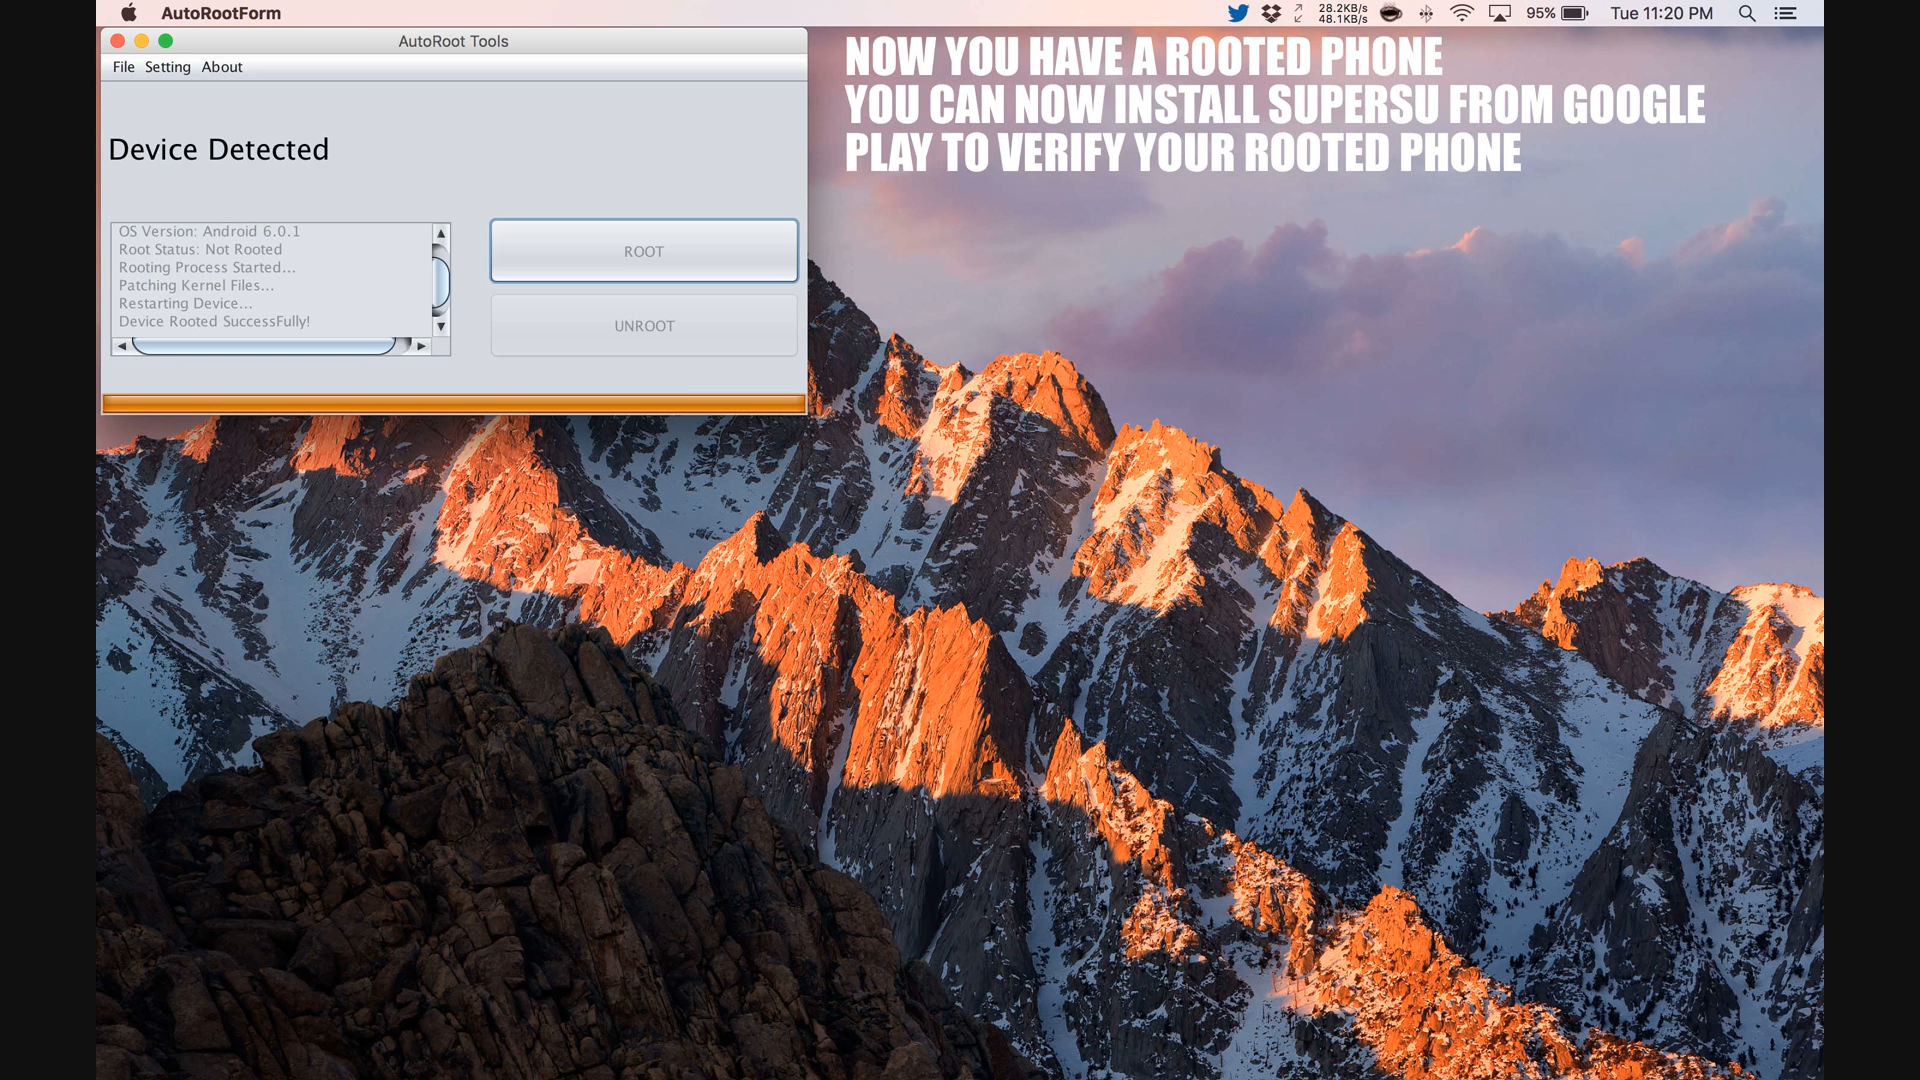 AutoRootForm
28.2KB/s
48.1KB/s
95%
Tue 11:20 PM
AutoRoot Tools
File Setting About
Device Detected
OS Version: Android 6.0.1
Root Status: Not Rooted
Rooting Process Started...
Patching Kernel Files...
Restarting Device...
Device Rooted SuccessFully!
ROOT
UNROOT
NOW YOU HAVE A ROOTED PHONE
YOU CAN NOW INSTALL SUPERSU FROM GOOGLE
PLAY TO VERIFY YOUR ROOTED PHONE